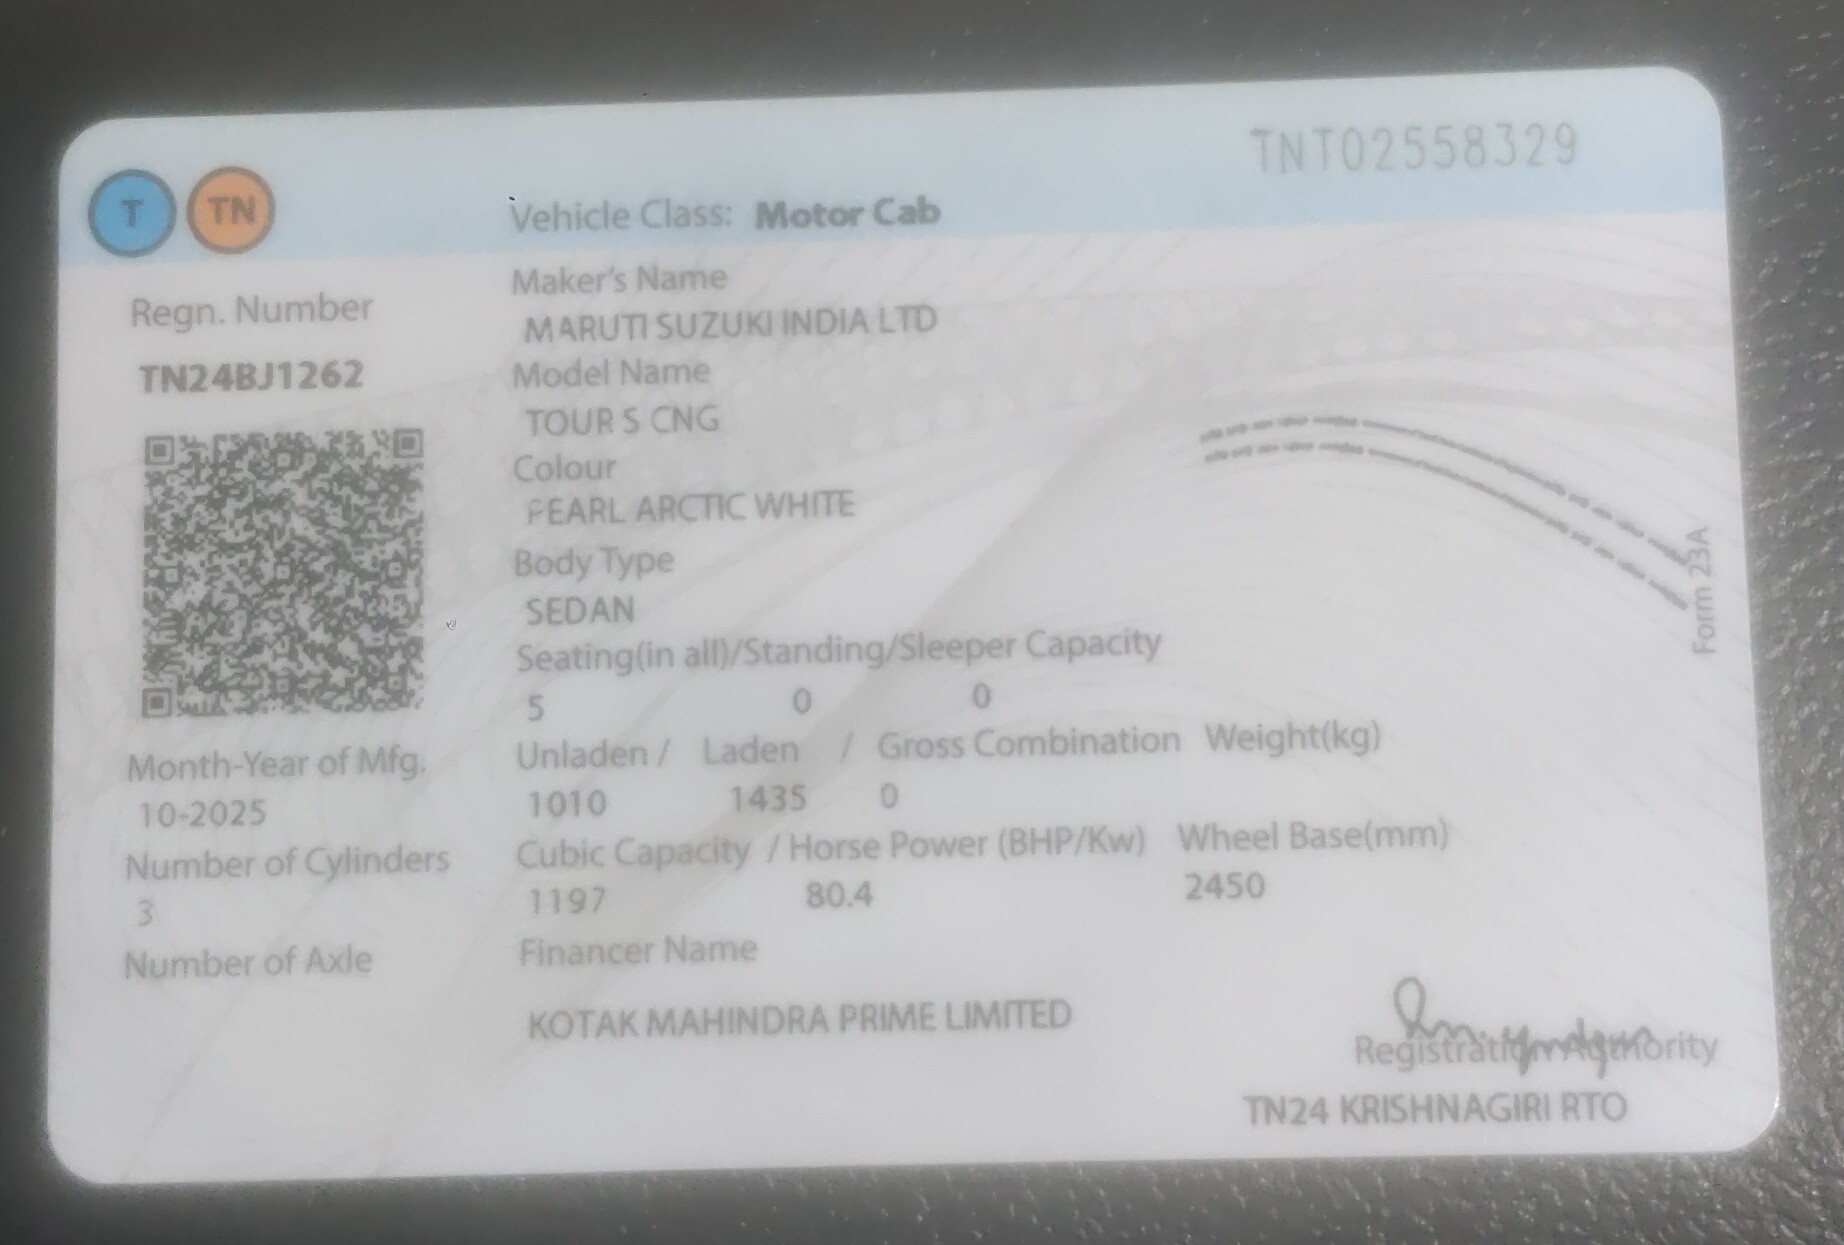 TNT02558329
T TN
Vehicle Class: Motor Cab
Regn. Number
TN24BJ1262
Month-Year of Mfg.
10-2025
Number of Cylinders
3
Number of Axle
Maker's Name
MARUTI SUZUKI INDIA LTD
Model Name
TOUR S CNG
Colour
PEARL ARCTIC WHITE
Body Type
SEDAN
Seating(in all)/Standing/Sleeper Capacity
5 0 0
Unladen / Laden / Gross Combination Weight(kg)
1010 1435 0
Cubic Capacity / Horse Power (BHP/Kw) Wheel Base(mm)
1197 80.4 2450
Financer Name
KOTAK MAHINDRA PRIME LIMITED
Form 23A
Registration Authority
TN24 KRISHNAGIRI RTO